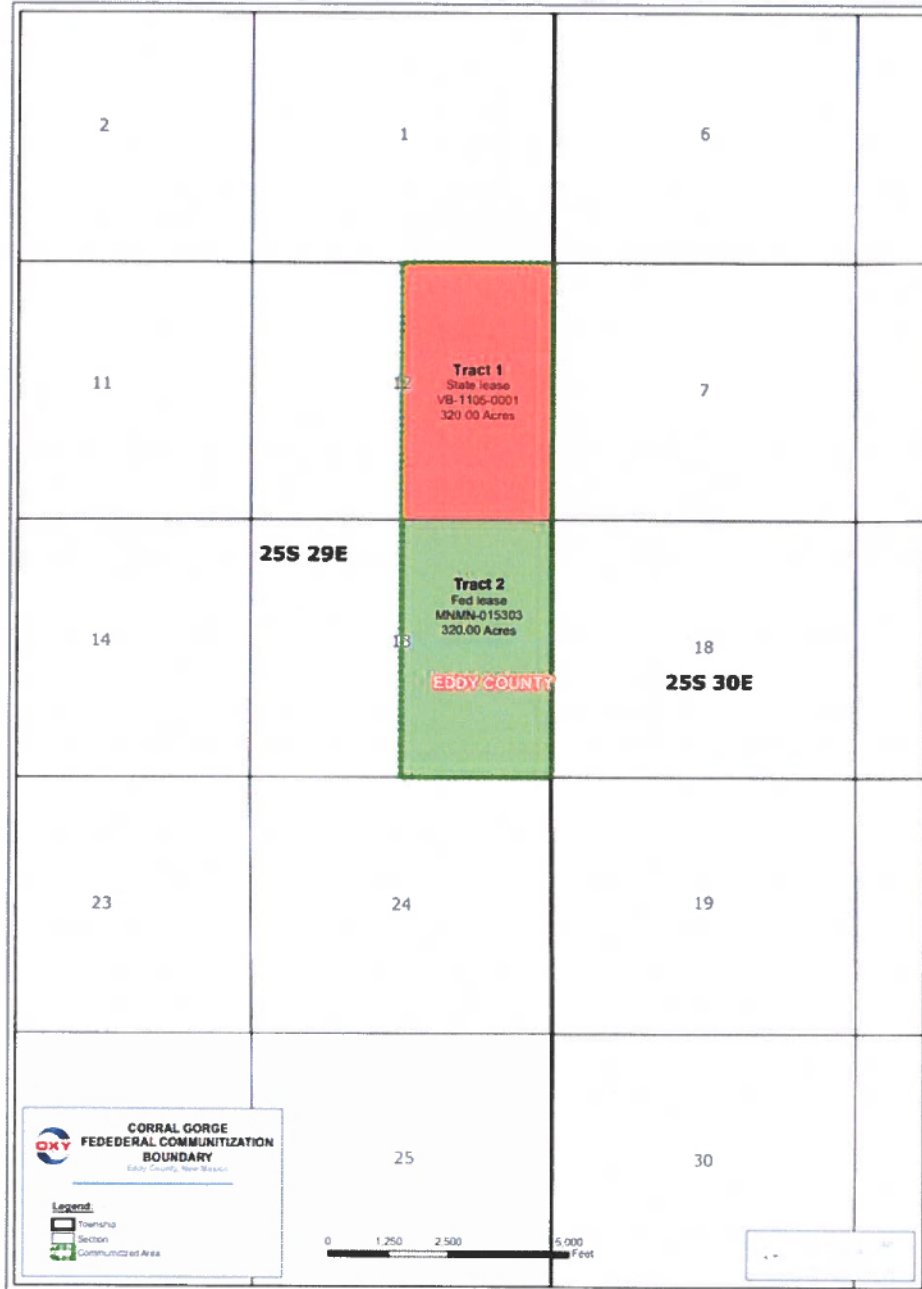 2
1
6
11
12
Tract 1
State lease
VB-1105-0001
320.00 Acres
7
25S 29E
14
13
Tract 2
Fed lease
MNMN-015303
320.00 Acres
EDDY COUNTY
18
25S 30E
23
24
19
25
30
OXY
CORRAL GORGE
FEDEDERAL COMMUNITIZATION
BOUNDARY
Eddy County, New Mexico
Legend:
Township
Section
Communitized Area
0 1,250 2,500 5,000
Feet